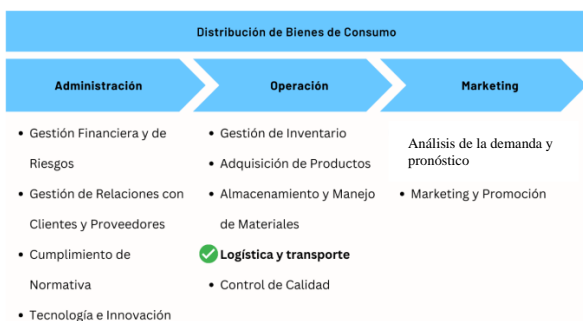 Distribución de Bienes de Consumo
Administración
Operación
Marketing
• Gestión Financiera y de
Riesgos
• Gestión de Relaciones con
Clientes y Proveedores
• Cumplimiento de
Normativa
• Tecnología e Innovación
• Gestión de Inventario
• Adquisición de Productos
• Almacenamiento y Manejo
de Materiales
Logística y transporte
• Control de Calidad
Análisis de la demanda y
pronóstico
• Marketing y Promoción